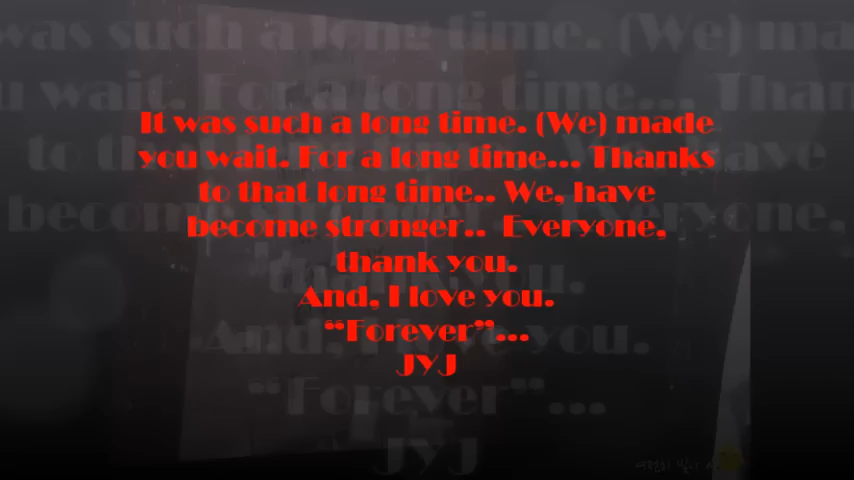 It was such a long time. (We) made
you wait. For a long time... Thanks
to that long time.. We, have
become stronger.. Everyone,
thank you.
And, I love you.
“Forever”...
JYJ